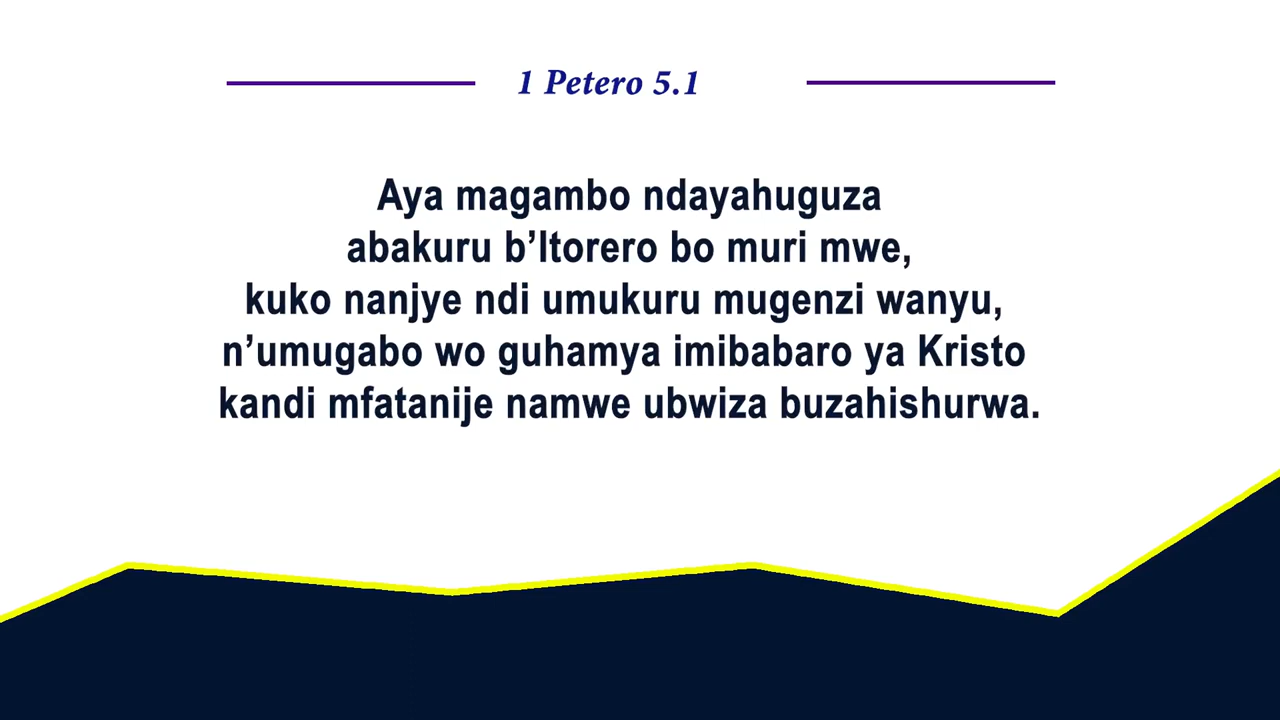 1 Petero 5.1
Aya magambo ndayahuguza
abakuru b’Itorero bo muri mwe,
kuko nanjye ndi umukuru mugenzi wanyu,
n’umugabo wo guhamya imibabaro ya Kristo
kandi mfatanije namwe ubwiza buzahishurwa.